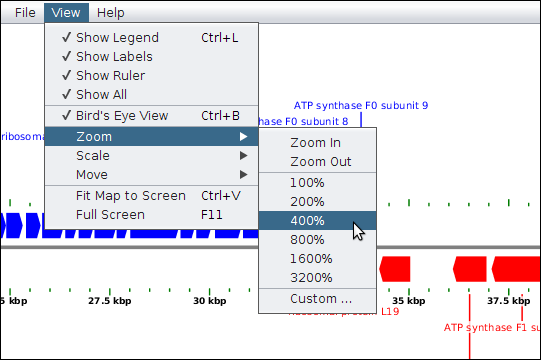 File View Help
✓ Show Legend Ctrl+L
✓ Show Labels
✓ Show Ruler
✓ Show All
✓ Bird's Eye View Ctrl+B
Zoom
Scale
Move
Fit Map to Screen Ctrl+V
Full Screen F11
Zoom In
Zoom Out
100%
200%
400%
800%
1600%
3200%
Custom ...
ATP synthase F0 subunit 9
hase F0 subunit 8
ribosoma
5 kbp 27.5 kbp 30 kbp 35 kbp 37.5 kbp
ribosomal protein L19
ATP synthase F1 su